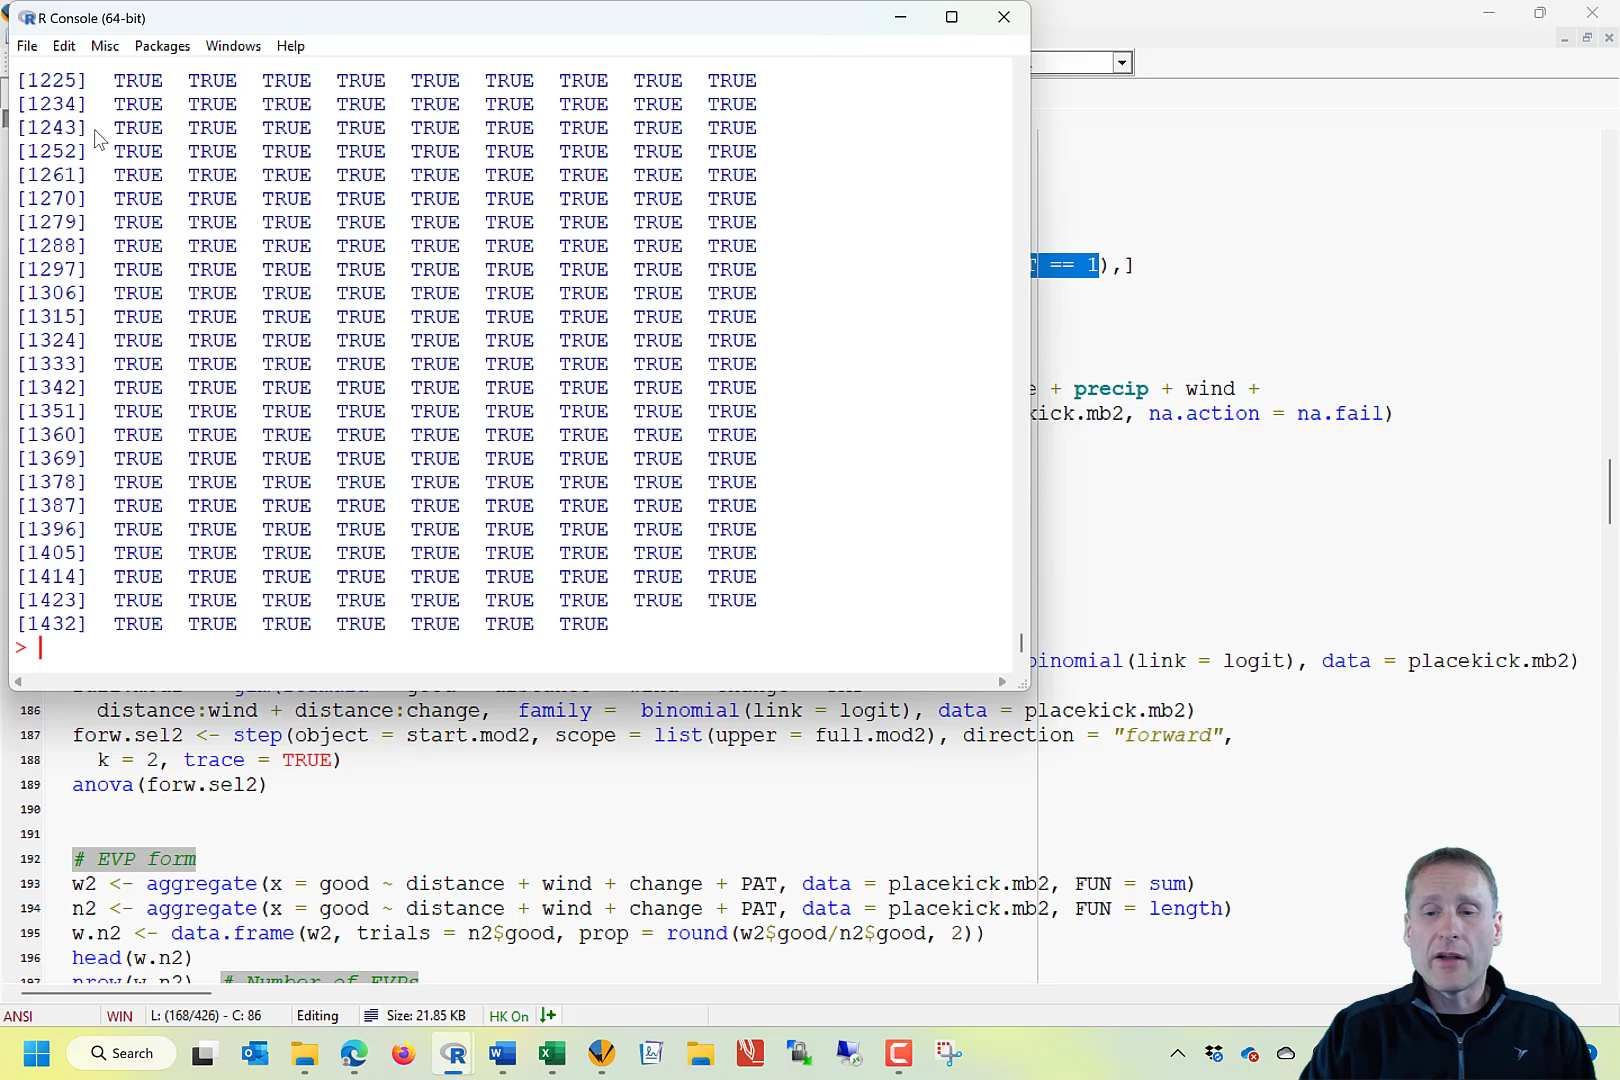 R Console (64-bit)
File Edit Misc Packages Windows Help
[1225] TRUE TRUE TRUE TRUE TRUE TRUE TRUE TRUE TRUE
[1234] TRUE TRUE TRUE TRUE TRUE TRUE TRUE TRUE TRUE
[1243] TRUE TRUE TRUE TRUE TRUE TRUE TRUE TRUE TRUE
[1252] TRUE TRUE TRUE TRUE TRUE TRUE TRUE TRUE TRUE
[1261] TRUE TRUE TRUE TRUE TRUE TRUE TRUE TRUE TRUE
[1270] TRUE TRUE TRUE TRUE TRUE TRUE TRUE TRUE TRUE
[1279] TRUE TRUE TRUE TRUE TRUE TRUE TRUE TRUE TRUE
[1288] TRUE TRUE TRUE TRUE TRUE TRUE TRUE TRUE TRUE
[1297] TRUE TRUE TRUE TRUE TRUE TRUE TRUE TRUE TRUE
[1306] TRUE TRUE TRUE TRUE TRUE TRUE TRUE TRUE TRUE
[1315] TRUE TRUE TRUE TRUE TRUE TRUE TRUE TRUE TRUE
[1324] TRUE TRUE TRUE TRUE TRUE TRUE TRUE TRUE TRUE
[1333] TRUE TRUE TRUE TRUE TRUE TRUE TRUE TRUE TRUE
[1342] TRUE TRUE TRUE TRUE TRUE TRUE TRUE TRUE TRUE
[1351] TRUE TRUE TRUE TRUE TRUE TRUE TRUE TRUE TRUE
[1360] TRUE TRUE TRUE TRUE TRUE TRUE TRUE TRUE TRUE
[1369] TRUE TRUE TRUE TRUE TRUE TRUE TRUE TRUE TRUE
[1378] TRUE TRUE TRUE TRUE TRUE TRUE TRUE TRUE TRUE
[1387] TRUE TRUE TRUE TRUE TRUE TRUE TRUE TRUE TRUE
[1396] TRUE TRUE TRUE TRUE TRUE TRUE TRUE TRUE TRUE
[1405] TRUE TRUE TRUE TRUE TRUE TRUE TRUE TRUE TRUE
[1414] TRUE TRUE TRUE TRUE TRUE TRUE TRUE TRUE TRUE
[1423] TRUE TRUE TRUE TRUE TRUE TRUE TRUE TRUE TRUE
[1432] TRUE TRUE TRUE TRUE TRUE TRUE TRUE
>
== 1),]
+ precip + wind +
kick.mb2, na.action = na.fail)
binomial(link = logit), data = placekick.mb2)
186 distance:wind + distance:change, family = binomial(link = logit), data = placekick.mb2)
187 forw.sel2 <- step(object = start.mod2, scope = list(upper = full.mod2), direction = "forward",
188 k = 2, trace = TRUE)
189 anova(forw.sel2)
190
191
192 # EVP form
193 w2 <- aggregate(x = good ~ distance + wind + change + PAT, data = placekick.mb2, FUN = sum)
194 n2 <- aggregate(x = good ~ distance + wind + change + PAT, data = placekick.mb2, FUN = length)
195 w.n2 <- data.frame(w2, trials = n2$good, prop = round(w2$good/n2$good, 2))
196 head(w.n2)
197 nrow(w.n2) # Number of EVPs
ANSI WIN L: (168/426) - C: 86 Editing Size: 21.85 KB HK On
Search